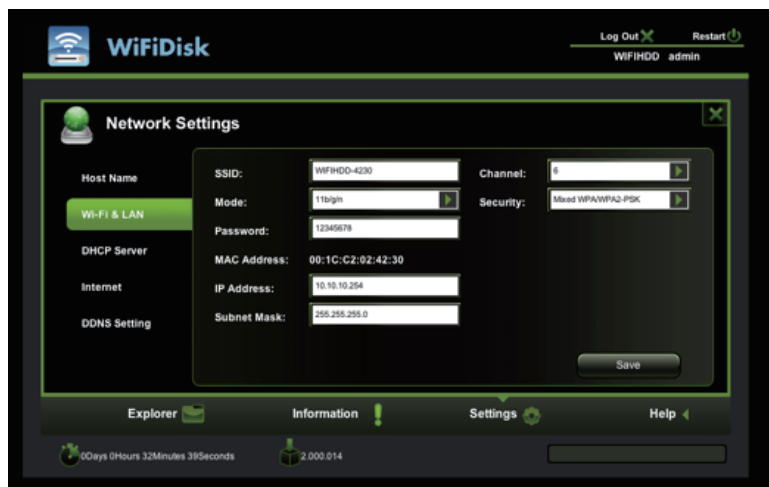 WiFiDisk
Log Out Restart
WIFIHDD admin
Network Settings
Host Name
Wi-Fi & LAN
DHCP Server
Internet
DDNS Setting
SSID: WIFIHDD-4230 Channel: 6
Mode: 11b/g/n Security: Mixed WPA/WPA2-PSK
Password: 12345678
MAC Address: 00:1C:C2:02:42:30
IP Address: 10.10.10.254
Subnet Mask: 255.255.255.0
Save
Explorer Information Settings Help
0Days 0Hours 32Minutes 39Seconds 2.000.014